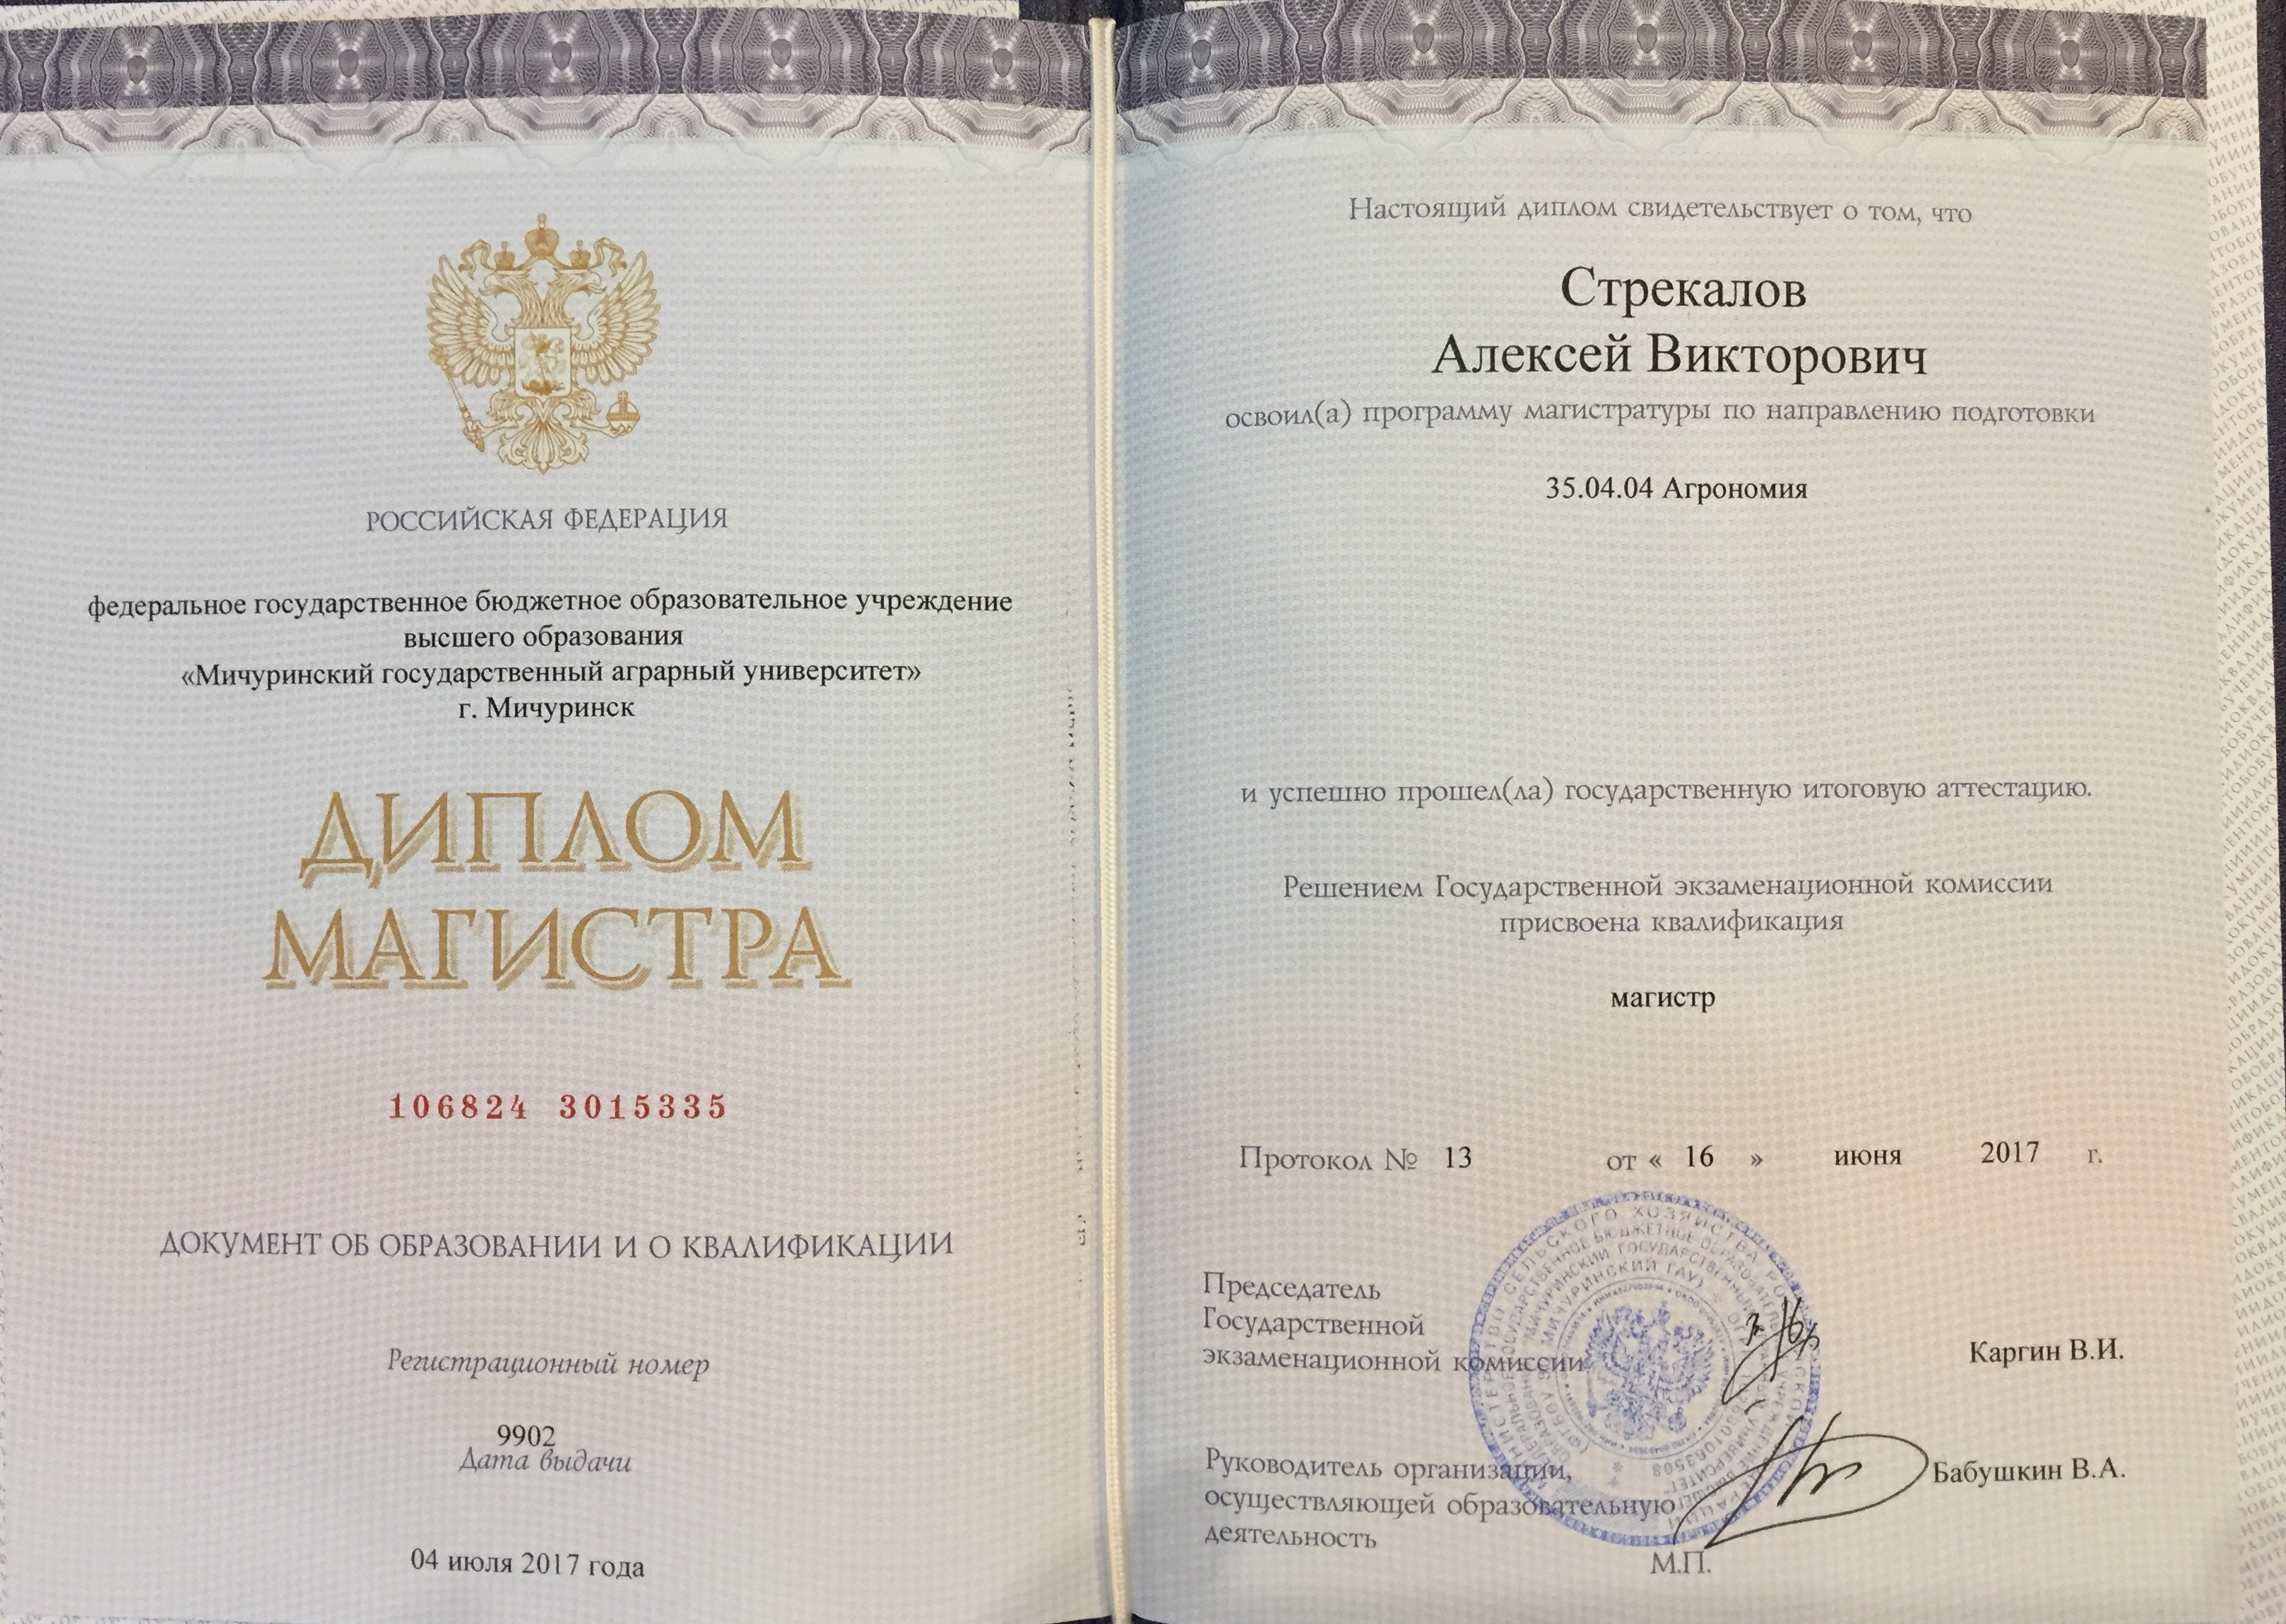 РОССИЙСКАЯ ФЕДЕРАЦИЯ
федеральное государственное бюджетное образовательное учреждение
высшего образования
«Мичуринский государственный аграрный университет»
г. Мичуринск
ДИПЛОМ
МАГИСТРА
106824 3015335
ДОКУМЕНТ ОБ ОБРАЗОВАНИИ И О КВАЛИФИКАЦИИ
Регистрационный номер
9902
Дата выдачи
04 июля 2017 года
Настоящий диплом свидетельствует о том, что
Стрекалов
Алексей Викторович
освоил(а) программу магистратуры по направлению подготовки
35.04.04 Агрономия
и успешно прошел(ла) государственную итоговую аттестацию.
Решением Государственной экзаменационной комиссии
присвоена квалификация
магистр
Протокол № 13 от « 16 » июня 2017 г.
Председатель
Государственной
экзаменационной комиссии
Каргин В.И.
Руководитель организации,
осуществляющей образовательную
деятельность
Бабушкин В.А.
М.П.